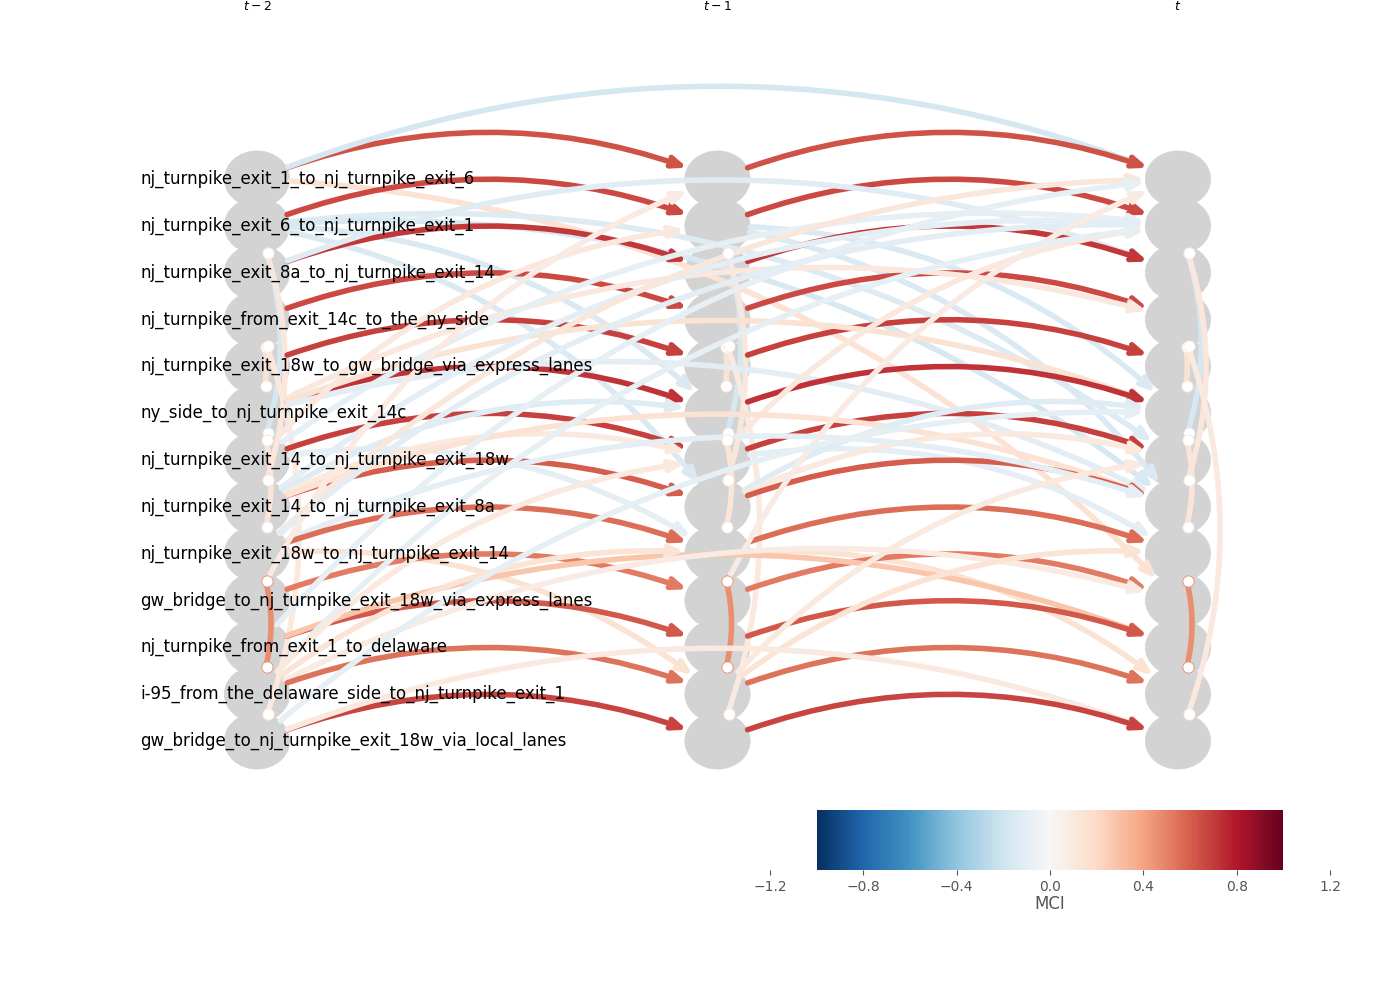 t − 2 t − 1 t
nj_turnpike_exit_1_to_nj_turnpike_exit_6
nj_turnpike_exit_6_to_nj_turnpike_exit_1
nj_turnpike_exit_8a_to_nj_turnpike_exit_14
nj_turnpike_from_exit_14c_to_the_ny_side
nj_turnpike_exit_18w_to_gw_bridge_via_express_lanes
ny_side_to_nj_turnpike_exit_14c
nj_turnpike_exit_14_to_nj_turnpike_exit_18w
nj_turnpike_exit_14_to_nj_turnpike_exit_8a
nj_turnpike_exit_18w_to_nj_turnpike_exit_14
gw_bridge_to_nj_turnpike_exit_18w_via_express_lanes
nj_turnpike_from_exit_1_to_delaware
i-95_from_the_delaware_side_to_nj_turnpike_exit_1
gw_bridge_to_nj_turnpike_exit_18w_via_local_lanes
−1.2 −0.8 −0.4 0.0 0.4 0.8 1.2
MCI